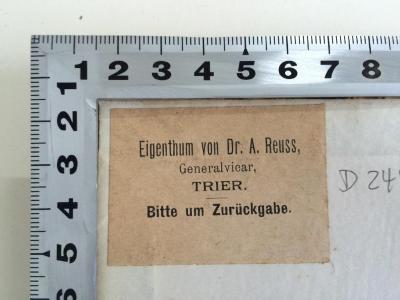 1 2 3 4 5 6 7 8
1
2
3
4
5
6
Eigenthum von Dr. A. Reuss,
Generalvicar,
TRIER.
Bitte um Zurückgabe.
D 24